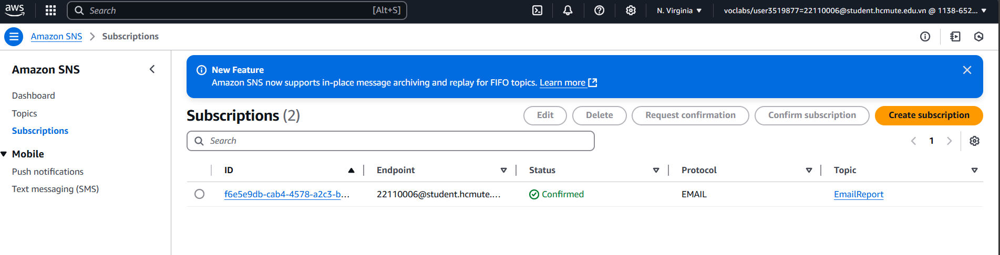 aws
Search [Alt+S] N. Virginia ▼ voclabs/user3519877=22110006@student.hcmute.edu.vn @ 1138-652... ▼
Amazon SNS > Subscriptions
Amazon SNS
Dashboard
Topics
Subscriptions
Mobile
Push notifications
Text messaging (SMS)
New Feature
Amazon SNS now supports in-place message archiving and replay for FIFO topics. Learn more
Subscriptions (2) Edit Delete Request confirmation Confirm subscription Create subscription
Search 1
ID Endpoint Status Protocol Topic
f6e5e9db-cab4-4578-a2c3-b... 22110006@student.hcmute.... Confirmed EMAIL EmailReport